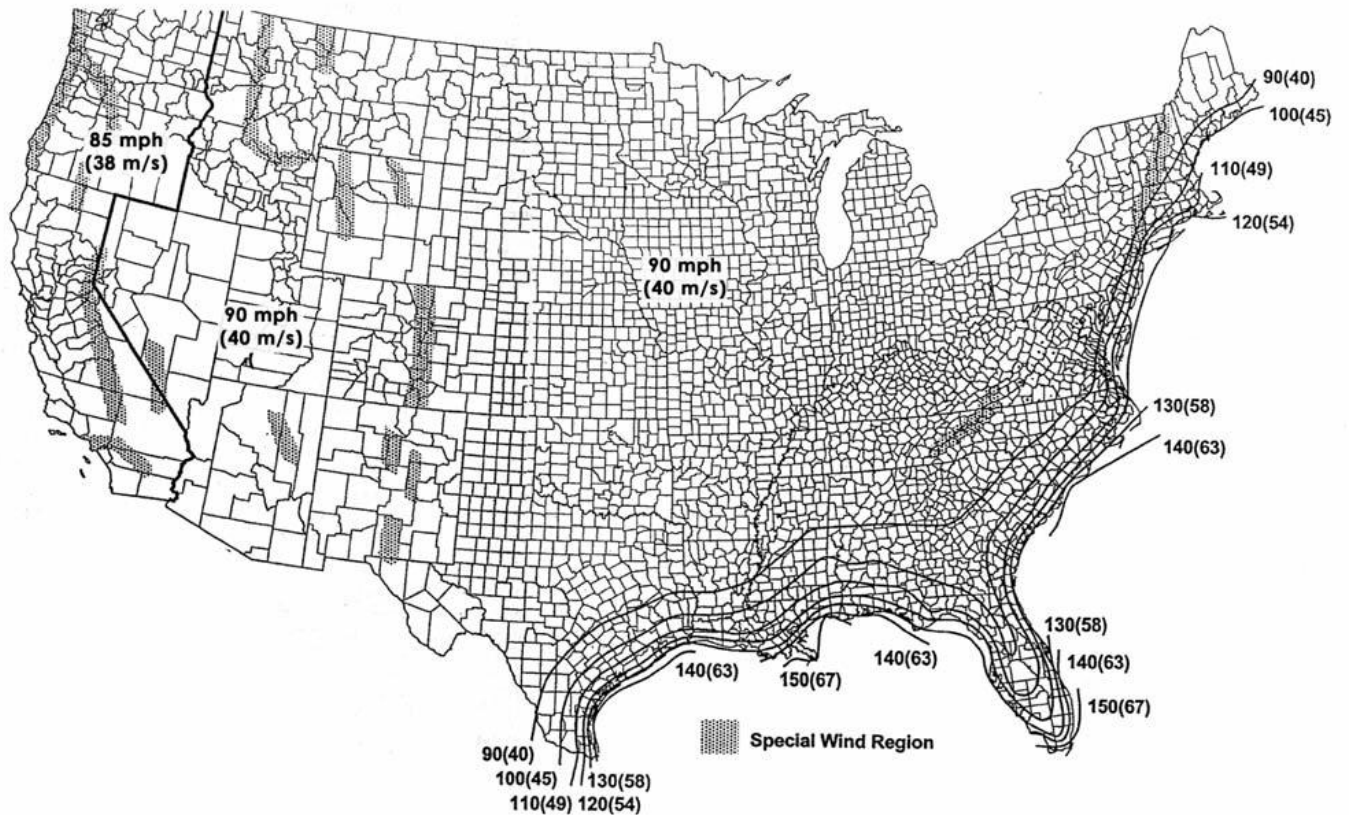 90(40)
100(45)
85 mph
(38 m/s)
110(49)
120(54)
90 mph
(40 m/s)
90 mph
(40 m/s)
130(58)
140(63)
130(58)
140(63)
140(63)
140(63)
150(67)
150(67)
Special Wind Region
90(40)
100(45)
130(58)
110(49)
120(54)